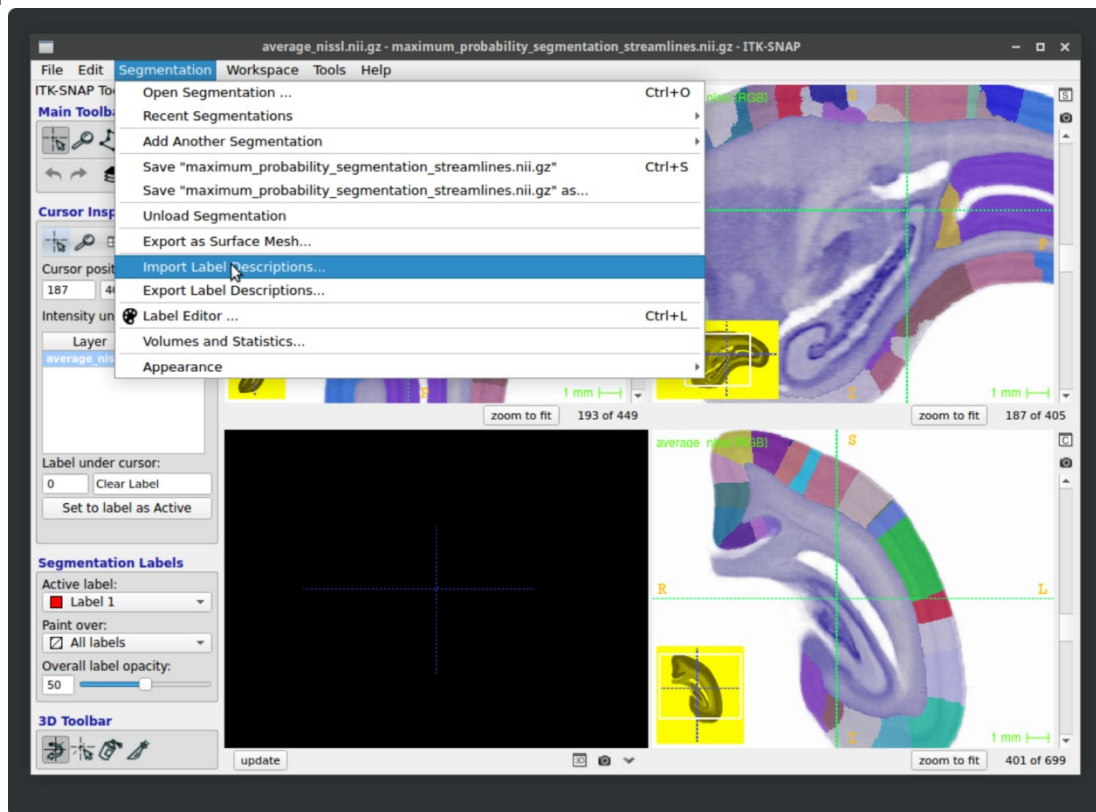 average_nissl.nii.gz - maximum_probability_segmentation_streamlines.nii.gz - ITK-SNAP
File Edit Segmentation Workspace Tools Help
ITK-SNAP
Main
Cursor
Cursor
187
Intensity
Layer
Label under cursor:
0 Clear Label
Set to label as Active
Segmentation Labels
Active label:
Label 1
Paint over:
All labels
Overall label opacity:
50
3D Toolbar
Open Segmentation ... Ctrl+O
Recent Segmentations
Add Another Segmentation
Save "maximum_probability_segmentation_streamlines.nii.gz" Ctrl+S
Save "maximum_probability_segmentation_streamlines.nii.gz" as...
Unload Segmentation
Export as Surface Mesh...
Import Label Descriptions...
Export Label Descriptions...
Label Editor ... Ctrl+L
Volumes and Statistics...
Appearance
P
1 mm
zoom to fit 193 of 449
[RGB]
S
P
I
1 mm
zoom to fit 187 of 405
update
3D
S
R
L
I
1 mm
C
zoom to fit 401 of 699